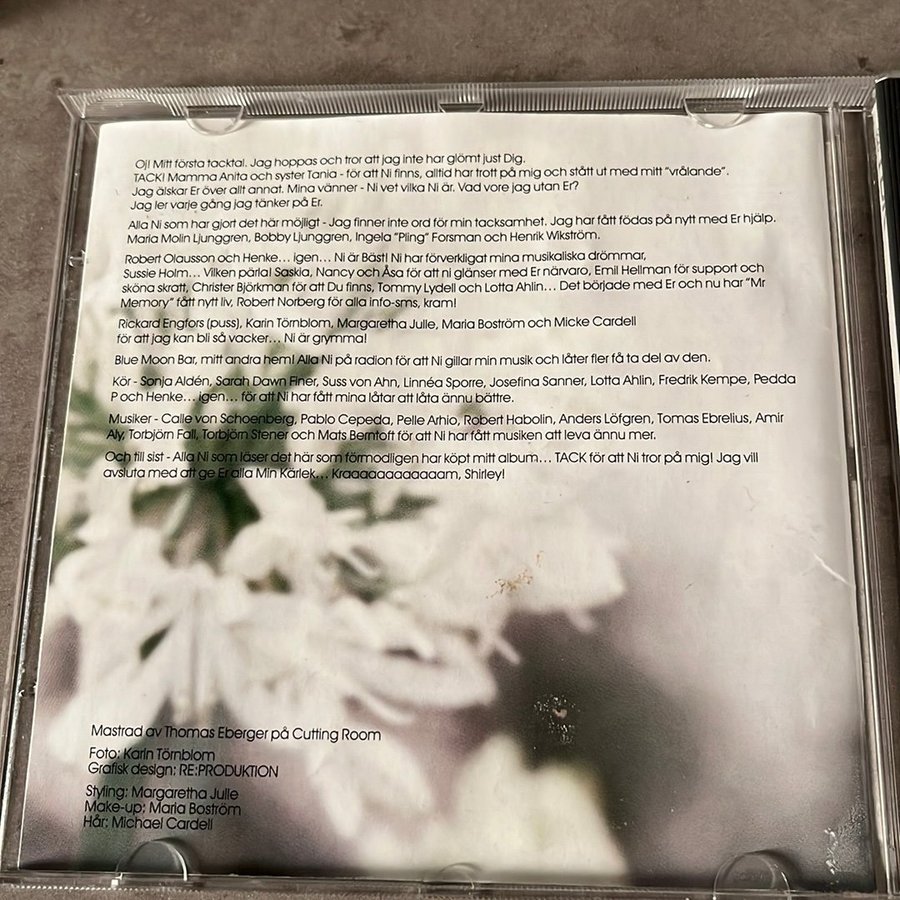 Oj! Mitt första tacktal. Jag hoppas och tror att jag inte har glömt just Dig.
TACK! Mamma Anita och syster Tania - för att Ni finns, alltid har trott på mig och stått ut med mitt "vrålande".
Jag älskar Er över allt annat. Mina vänner - Ni vet vilka Ni är. Vad vore jag utan Er?
Jag ler varje gång jag tänker på Er.
Alla Ni som har gjort det här möjligt - Jag finner inte ord för min tacksamhet. Jag har fått födas på nytt med Er hjälp.
Maria Molin Ljunggren, Bobby Ljunggren, Ingela "Pling" Forsman och Henrik Wikström.
Robert Olausson och Henke... igen... Ni är Bäst! Ni har förverkligat mina musikaliska drömmar,
Sussie Holm... Vilken pärla! Saskia, Nancy och Åsa för att ni glänser med Er närvaro, Emil Hellman för support och
sköna skratt, Christer Björkman för att Du finns, Tommy Lydell och Lotta Ahlin... Det började med Er och nu har "Mr
Memory" fått nytt liv, Robert Norberg för alla info-sms, kram!
Rickard Engfors (puss), Karin Törnblom, Margaretha Julle, Maria Boström och Micke Cardell
för att jag kan bli så vacker... Ni är grymma!
Blue Moon Bar, mitt andra hem! Alla Ni på radion för att Ni gillar min musik och låter fler få ta del av den.
Kör - Sonja Aldén, Sarah Dawn Finer, Suss von Ahn, Linnéa Sporre, Josefina Sanner, Lotta Ahlin, Fredrik Kempe, Pedda
P och Henke... igen... för att Ni har fått mina låtar att låta ännu bättre.
Musiker - Calle von Schoenberg, Pablo Cepeda, Pelle Arhio, Robert Habolin, Anders Löfgren, Tomas Ebrelius, Amir
Aly, Torbjörn Fall, Torbjörn Stener och Mats Berntoft för att Ni har fått musiken att leva ännu mer.
Och till sist - Alla Ni som läser det här som förmodligen har köpt mitt album... TACK för att Ni tror på mig! Jag vill
avsluta med att ge Er alla Min Kärlek... Kraaaaaaaaaaaam, Shirley!
Mastrad av Thomas Eberger på Cutting Room
Foto: Karin Törnblom
Grafisk design: RE:PRODUKTION
Styling: Margaretha Julle
Make-up: Maria Boström
Hår: Michael Cardell